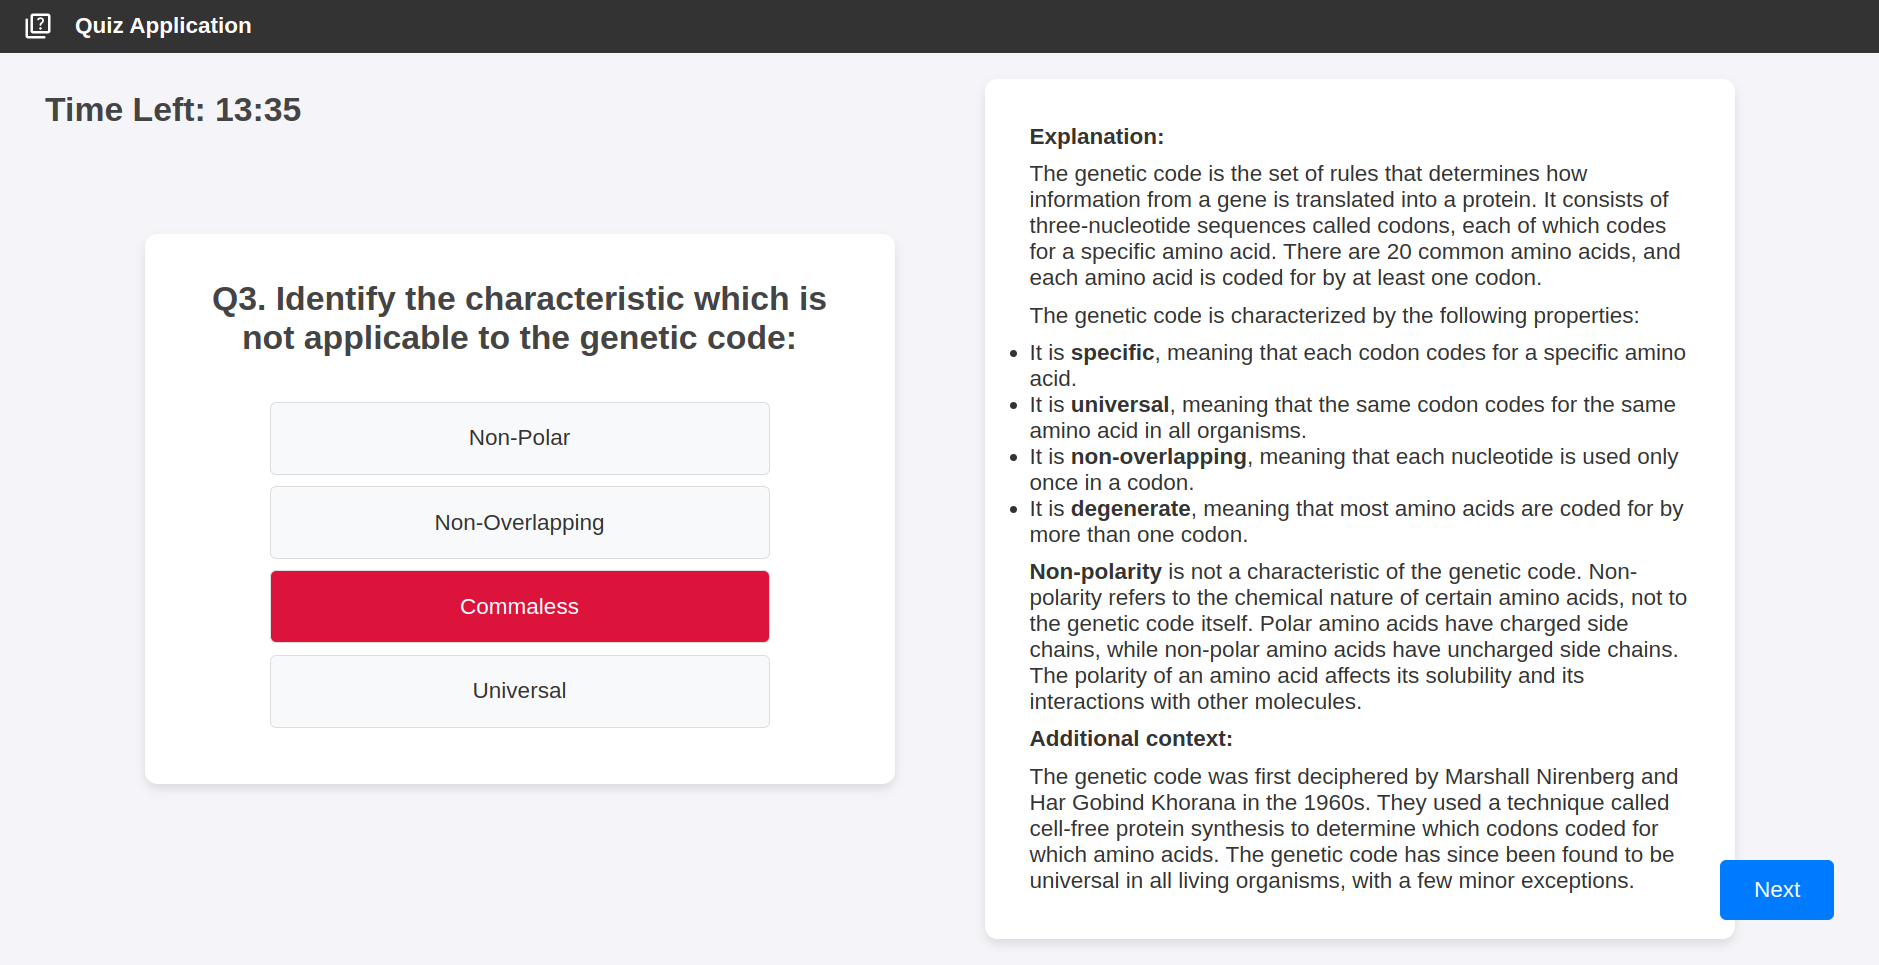 Quiz Application
Time Left: 13:35
Q3. Identify the characteristic which is
not applicable to the genetic code:
Non-Polar
Non-Overlapping
Commaless
Universal
Explanation:
The genetic code is the set of rules that determines how
information from a gene is translated into a protein. It consists of
three-nucleotide sequences called codons, each of which codes
for a specific amino acid. There are 20 common amino acids, and
each amino acid is coded for by at least one codon.
The genetic code is characterized by the following properties:
• It is specific, meaning that each codon codes for a specific amino
acid.
• It is universal, meaning that the same codon codes for the same
amino acid in all organisms.
• It is non-overlapping, meaning that each nucleotide is used only
once in a codon.
• It is degenerate, meaning that most amino acids are coded for by
more than one codon.
Non-polarity is not a characteristic of the genetic code. Non-
polarity refers to the chemical nature of certain amino acids, not to
the genetic code itself. Polar amino acids have charged side
chains, while non-polar amino acids have uncharged side chains.
The polarity of an amino acid affects its solubility and its
interactions with other molecules.
Additional context:
The genetic code was first deciphered by Marshall Nirenberg and
Har Gobind Khorana in the 1960s. They used a technique called
cell-free protein synthesis to determine which codons coded for
which amino acids. The genetic code has since been found to be
universal in all living organisms, with a few minor exceptions.
Next